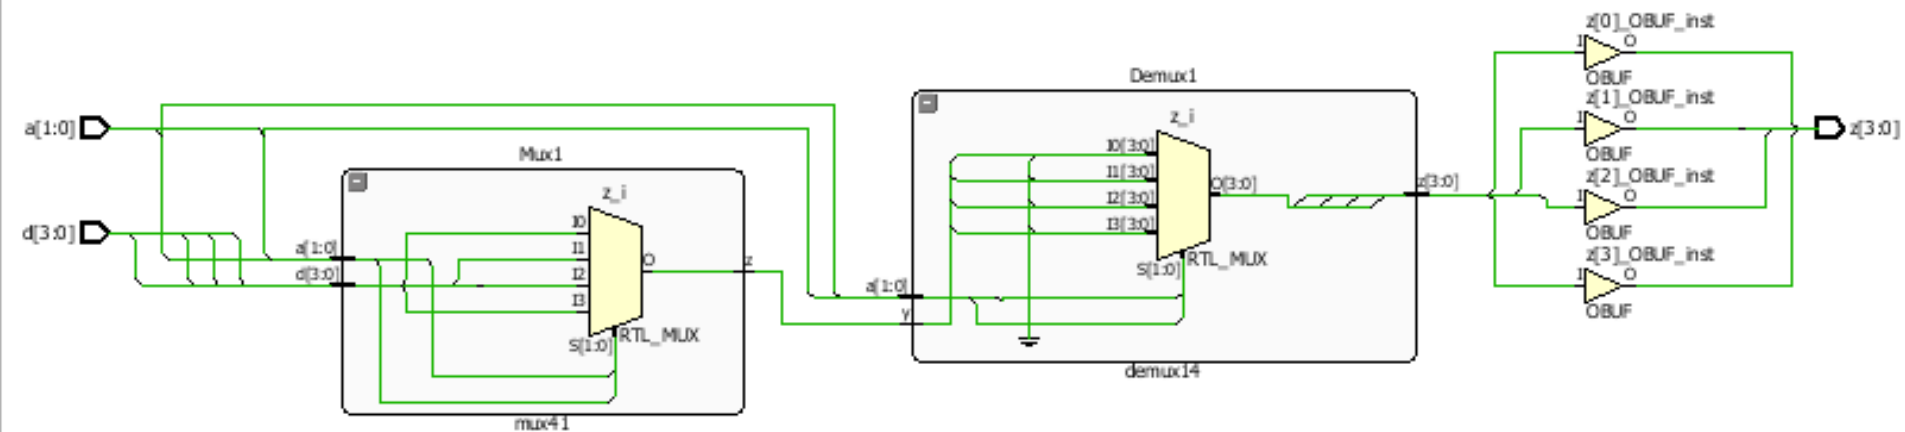 z[0]_OBUF_inst
I
O
OBUF
Demux1
z[1]_OBUF_inst
a[1:0]
z_i
I
O
z[3:0]
I0[3:0]
OBUF
Mux1
I1[3:0]
z[2]_OBUF_inst
z_i
O[3:0]
z[3:0]
I
O
I2[3:0]
d[3:0]
I0
I3[3:0]
OBUF
a[1:0]
I1
O
z
S[1:0]
RTL_MUX
z[3]_OBUF_inst
d[3:0]
I2
I
O
I3
a[1:0]
OBUF
y
S[1:0]
RTL_MUX
demux14
mux41